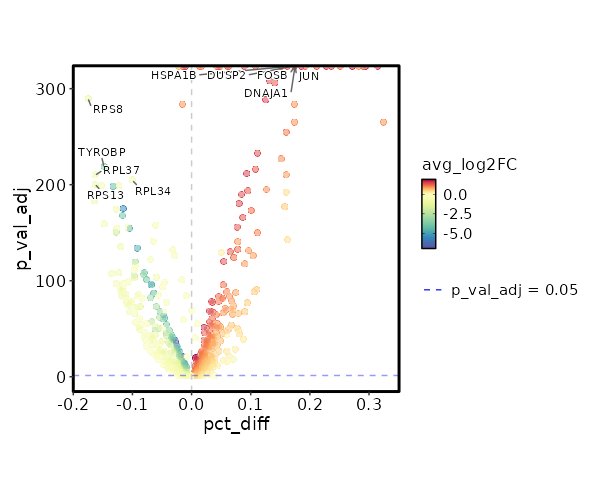 HSPA1B
DUSP2
FOSB
JUN
DNAJA1
RPS8
TYROBP
RPL37
RPS13
RPL34
300
200
100
0
p_val_adj
-0.2
-0.1
0.0
0.1
0.2
0.3
pct_diff
avg_log2FC
0.0
-2.5
-5.0
p_val_adj = 0.05